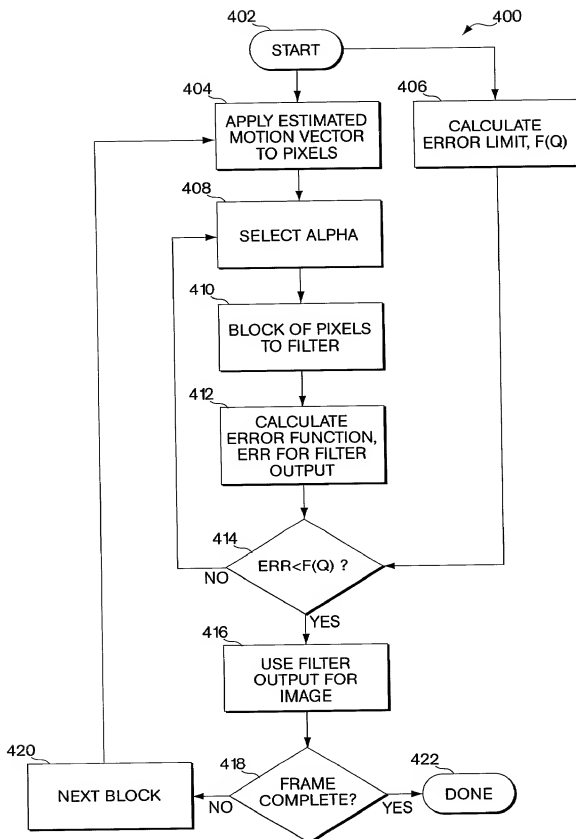 402
400
START
404
406
APPLY ESTIMATED
MOTION VECTOR
TO PIXELS
CALCULATE
ERROR LIMIT, F(Q)
408
SELECT ALPHA
410
BLOCK OF PIXELS
TO FILTER
412
CALCULATE
ERROR FUNCTION,
ERR FOR FILTER
OUTPUT
414
ERR<F(Q) ?
NO
YES
416
USE FILTER
OUTPUT FOR
IMAGE
420
418
422
NEXT BLOCK
NO
FRAME
COMPLETE?
YES
DONE